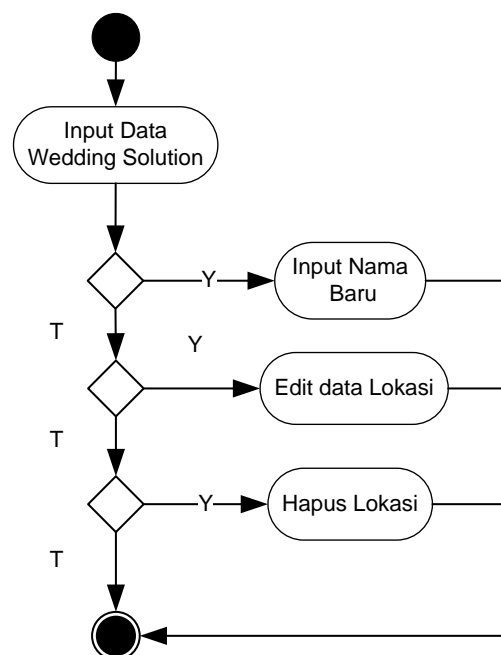 Input Data
Wedding Solution
Y
Input Nama
Baru
T
Y
Edit data Lokasi
T
Y
Hapus Lokasi
T